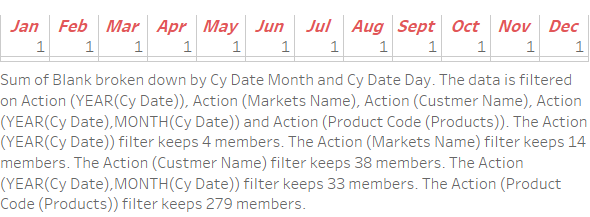 Jan Feb Mar Apr May Jun Jul Aug Sept Oct Nov Dec
1 1 1 1 1 1 1 1 1 1 1 1
Sum of Blank broken down by Cy Date Month and Cy Date Day. The data is filtered
on Action (YEAR(Cy Date)), Action (Markets Name), Action (Custmer Name), Action
(YEAR(Cy Date),MONTH(Cy Date)) and Action (Product Code (Products)). The Action
(YEAR(Cy Date)) filter keeps 4 members. The Action (Markets Name) filter keeps 14
members. The Action (Custmer Name) filter keeps 38 members. The Action
(YEAR(Cy Date),MONTH(Cy Date)) filter keeps 33 members. The Action (Product
Code (Products)) filter keeps 279 members.